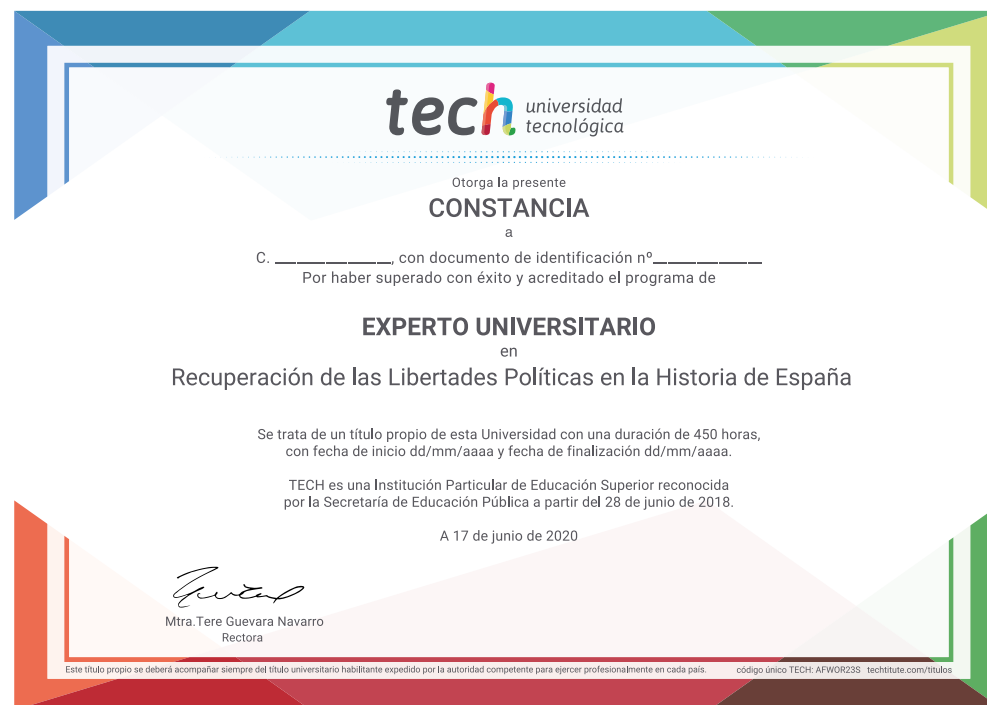 tech universidad
tecnológica
Otorga la presente
CONSTANCIA
a
C. ________________, con documento de identificación nº_______________
Por haber superado con éxito y acreditado el programa de
EXPERTO UNIVERSITARIO
en
Recuperación de las Libertades Políticas en la Historia de España
Se trata de un título propio de esta Universidad con una duración de 450 horas,
con fecha de inicio dd/mm/aaaa y fecha de finalización dd/mm/aaaa.
TECH es una Institución Particular de Educación Superior reconocida
por la Secretaría de Educación Pública a partir del 28 de junio de 2018.
A 17 de junio de 2020
Mtra.Tere Guevara Navarro
Rectora
Este título propio se deberá acompañar siempre del título universitario habilitante expedido por la autoridad competente para ejercer profesionalmente en cada país. código único TECH: AFWOR23S techtitute.com/titulos